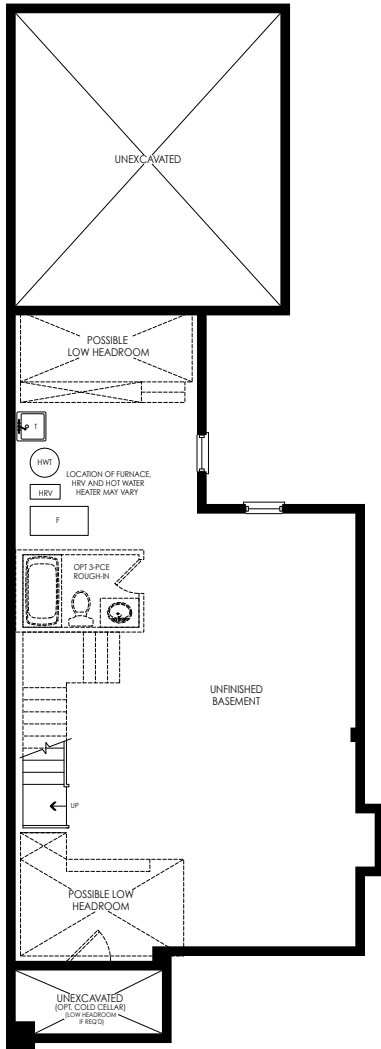 UNEXCAVATED
POSSIBLE
LOW HEADROOM
T
HWT
LOCATION OF FURNACE,
HRV AND HOT WATER
HEATER MAY VARY
HRV
F
OPT 3-PCE
ROUGH-IN
UNFINISHED
BASEMENT
UP
POSSIBLE LOW
HEADROOM
UNEXCAVATED
(OPT. COLD CELLAR)
(LOW HEADROOM
IF REQ'D)